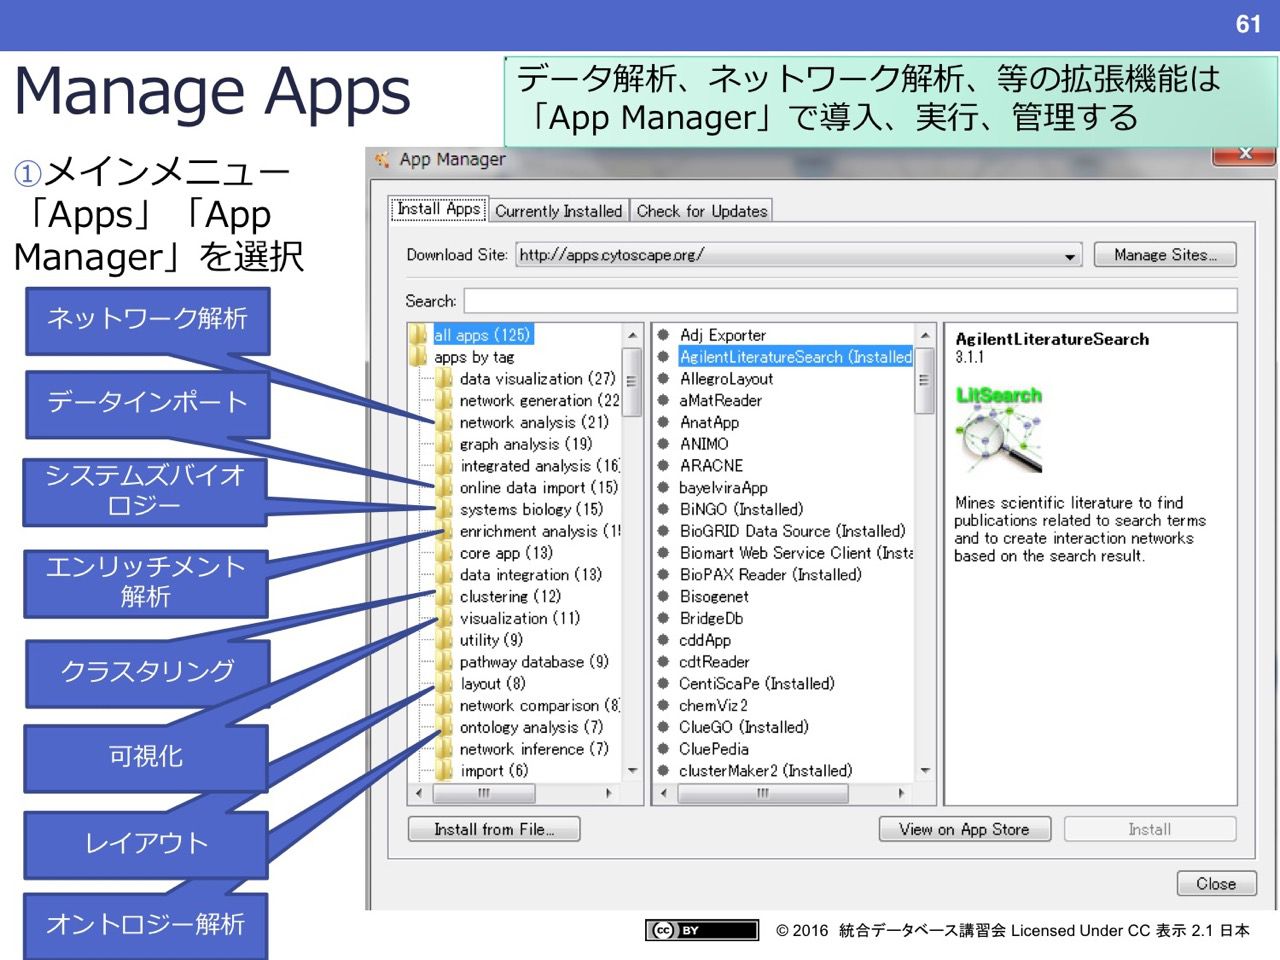 61
Manage Apps
データ解析、ネットワーク解析、等の拡張機能は
「App Manager」で導入、実行、管理する
①メインメニュー
「Apps」「App
Manager」を選択
ネットワーク解析
データインポート
システムズバイオ
ロジー
エンリッチメント
解析
クラスタリング
可視化
レイアウト
オントロジー解析
App Manager
Install Apps
Currently Installed
Check for Updates
Download Site:
http://apps.cytoscape.org/
Manage Sites...
Search:
all apps (125)
apps by tag
data visualization (27)
network generation (22
network analysis (21)
graph analysis (19)
integrated analysis (16)
online data import (15)
systems biology (15)
enrichment analysis (1
core app (13)
data integration (13)
clustering (12)
visualization (11)
utility (9)
pathway database (9)
layout (8)
network comparison (8)
ontology analysis (7)
network inference (7)
import (6)
Adj Exporter
AgilentLiteratureSearch (Installed
AllegroLayout
aMatReader
AnatApp
ANIMO
ARACNE
bayelviraApp
BiNGO (Installed)
BioGRID Data Source (Installed)
Biomart Web Service Client (Insta
BioPAX Reader (Installed)
Bisogenet
BridgeDb
cddApp
cdtReader
CentiScaPe (Installed)
chemViz2
ClueGO (Installed)
CluePedia
clusterMaker2 (Installed)
AgilentLiteratureSearch
3.1.1
LitSearch
Mines scientific literature to find
publications related to search terms
and to create interaction networks
based on the search result.
Install from File...
View on App Store
Install
Close
cc BY
© 2016 統合データベース講習会 Licensed Under CC 表示 2.1 日本